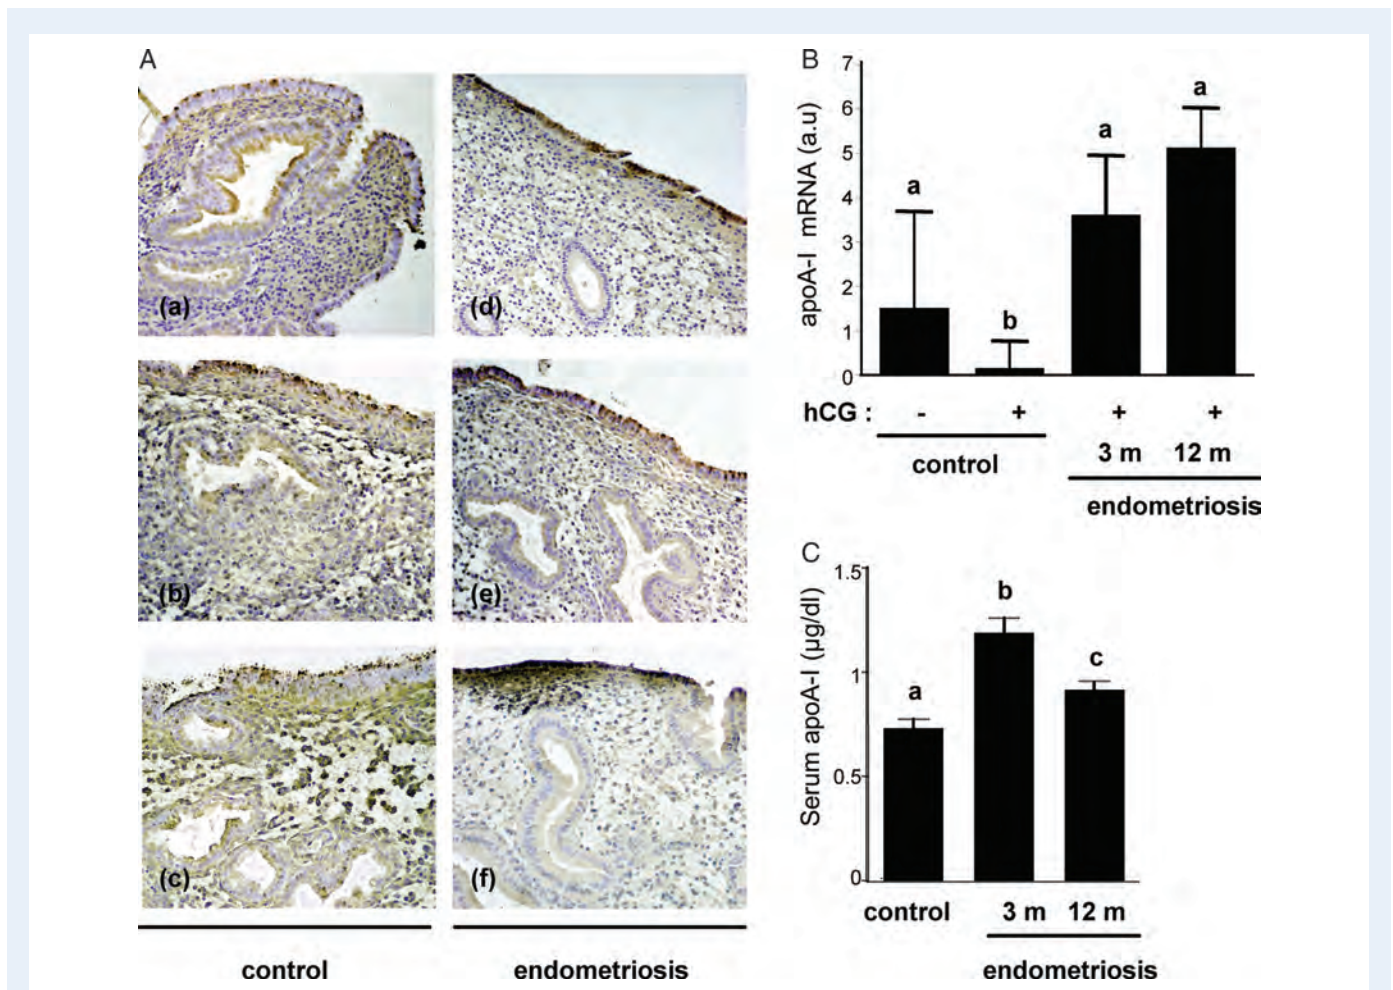 A
(a)
(d)
(b)
(e)
(c)
(f)
control endometriosis
B
7
6
5
4
3
2
1
0
apoA-I mRNA (a.u)
a
b
a
a
hCG : - + + +
control
3 m 12 m
endometriosis
C
1.5
1
0.5
0
Serum apoA-I (µg/dl)
a
b
c
control 3 m 12 m
endometriosis